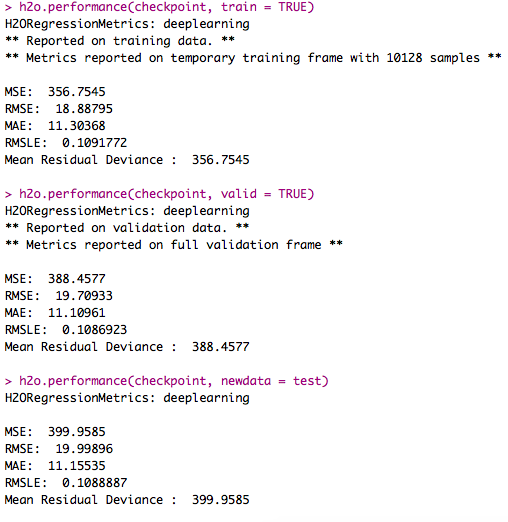 > h2o.performance(checkpoint, train = TRUE)
H2ORegressionMetrics: deeplearning
** Reported on training data. **
** Metrics reported on temporary training frame with 10128 samples **
MSE:  356.7545
RMSE:  18.88795
MAE:  11.30368
RMSLE:  0.1091772
Mean Residual Deviance :  356.7545
> h2o.performance(checkpoint, valid = TRUE)
H2ORegressionMetrics: deeplearning
** Reported on validation data. **
** Metrics reported on full validation frame **
MSE:  388.4577
RMSE:  19.70933
MAE:  11.10961
RMSLE:  0.1086923
Mean Residual Deviance :  388.4577
> h2o.performance(checkpoint, newdata = test)
H2ORegressionMetrics: deeplearning
MSE:  399.9585
RMSE:  19.99896
MAE:  11.15535
RMSLE:  0.1088887
Mean Residual Deviance :  399.9585